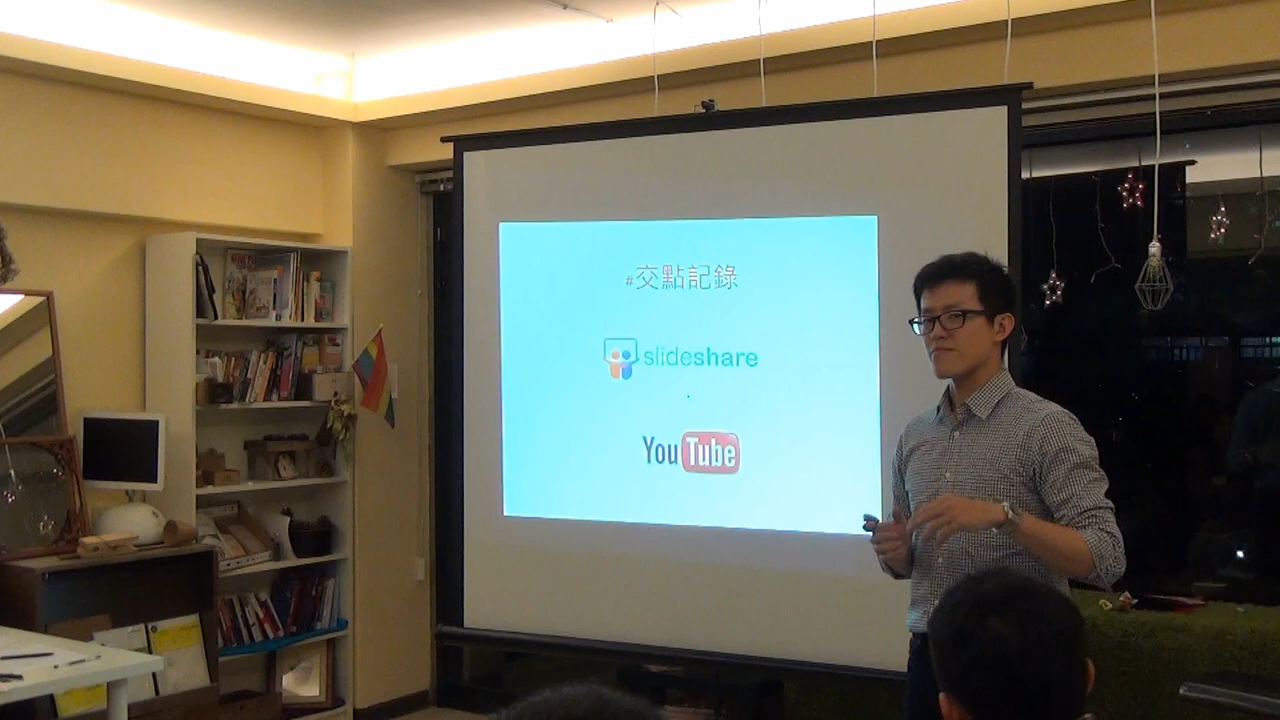 #交點記錄
slideshare
.
YouTube